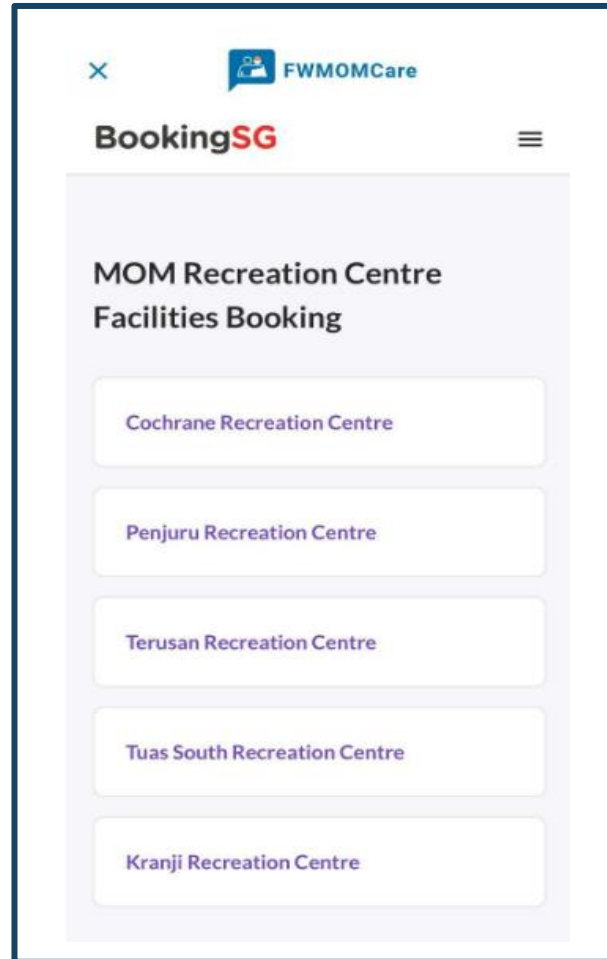 FWMOMCare
BookingSG
MOM Recreation Centre
Facilities Booking
Cochrane Recreation Centre
Penjuru Recreation Centre
Terusan Recreation Centre
Tuas South Recreation Centre
Kranji Recreation Centre